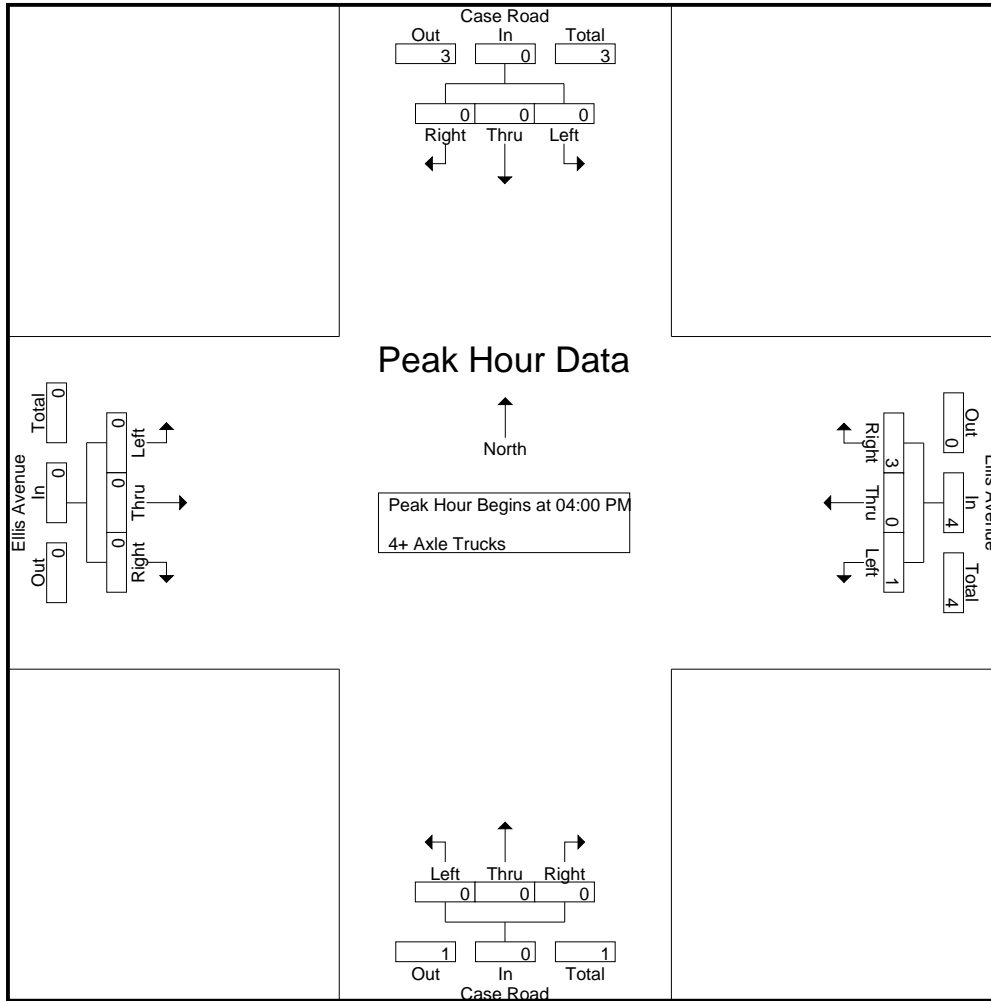 Case Road
Out In Total
3 0 3
0 0 0
Right Thru Left
Peak Hour Data
North
Peak Hour Begins at 04:00 PM
4+ Axle Trucks
Ellis Avenue
Total In Out
0 0 0
0 0 0
Left Thru Right
Right Thru Left
3 0 1
Out In Total
0 4 4
Ellis Avenue
Left Thru Right
0 0 0
1 0 1
Out In Total
Case Road